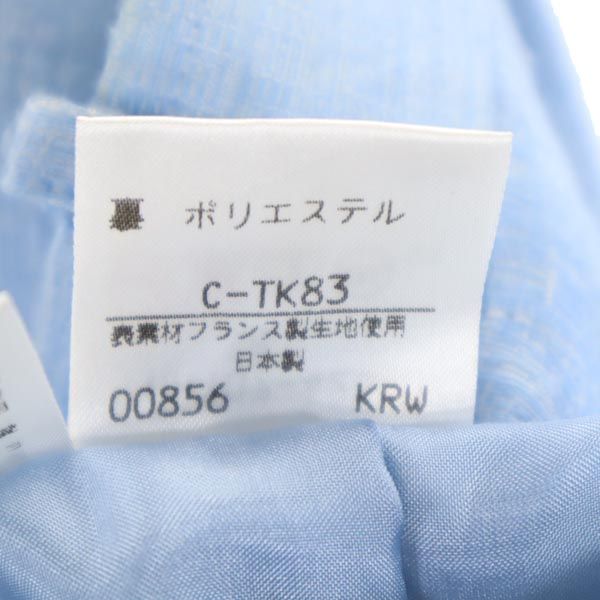 裏 ポリエステル
C-TK83
表素材フランス製生地使用
日本製
00856 KRW